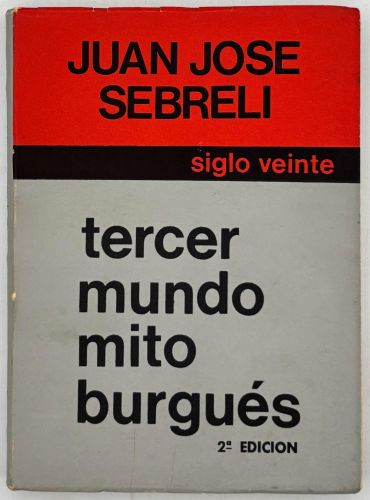 JUAN JOSE
SEBRELI
siglo veinte
tercer
mundo
mito
burgués
2ª EDICION